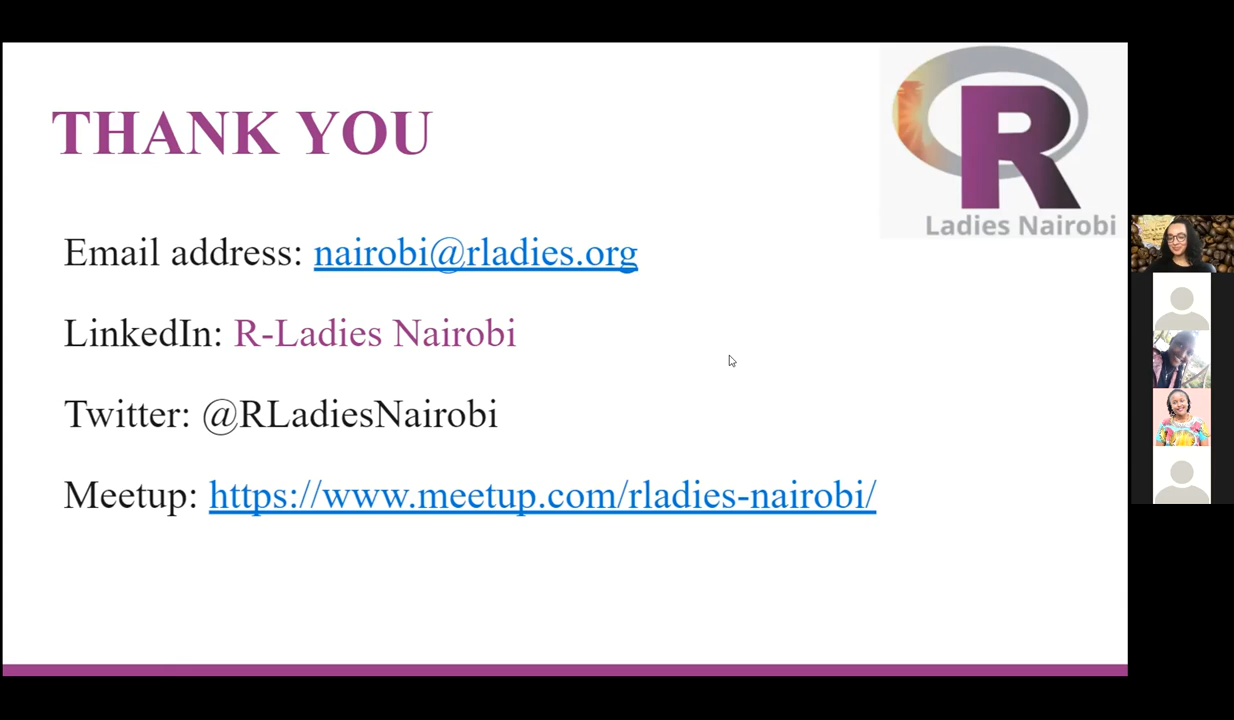 THANK YOU
R
Ladies Nairobi
Email address: nairobi@rladies.org
LinkedIn: R-Ladies Nairobi
Twitter: @RLadiesNairobi
Meetup: https://www.meetup.com/rladies-nairobi/